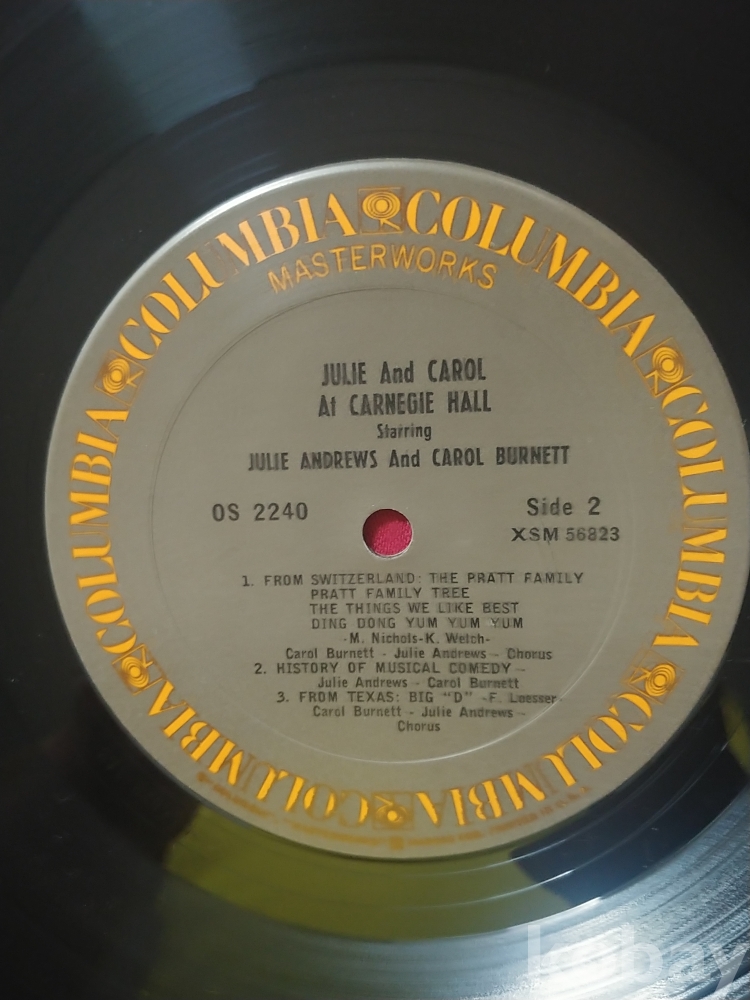 COLUMBIA COLUMBIA COLUMBIA COLUMBIA COLUMBIA COLUMBIA
MASTERWORKS
JULIE And CAROL
At CARNEGIE HALL
Starring
JULIE ANDREWS And CAROL BURNETT
OS 2240
Side 2
XSM 56823
1. FROM SWITZERLAND: THE PRATT FAMILY
PRATT FAMILY TREE
THE THINGS WE LIKE BEST
DING DONG YUM YUM YUM
-M. Nichols-K. Welch-
Carol Burnett - Julie Andrews - Chorus
2. HISTORY OF MUSICAL COMEDY -
Julie Andrews - Carol Burnett
3. FROM TEXAS: BIG "D" -F. Loesser-
Carol Burnett - Julie Andrews -
Chorus